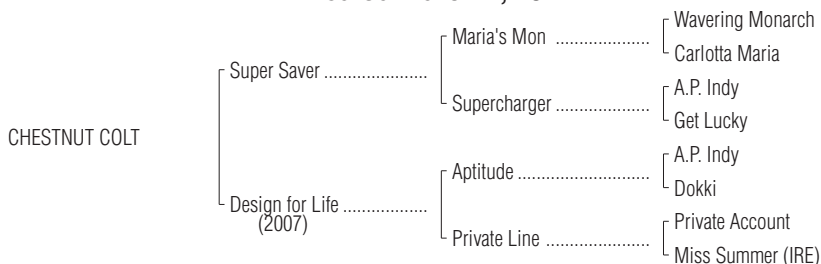 Wavering Monarch
Maria's Mon ....................
Carlotta Maria
Super Saver ......................
A.P. Indy
Supercharger ....................
Get Lucky
CHESTNUT COLT
A.P. Indy
Aptitude .............................
Dokki
Design for Life ..................
(2007)
Private Account
Private Line ........................
Miss Summer (IRE)